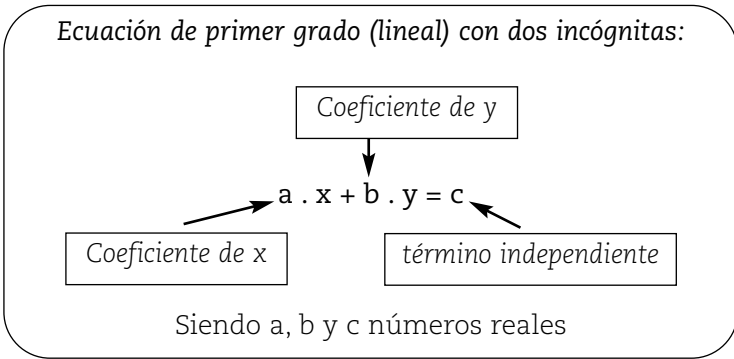 Ecuación de primer grado (lineal) con dos incógnitas:
Coeficiente de y
a . x + b . y = c
Coeficiente de x
término independiente
Siendo a, b y c números reales